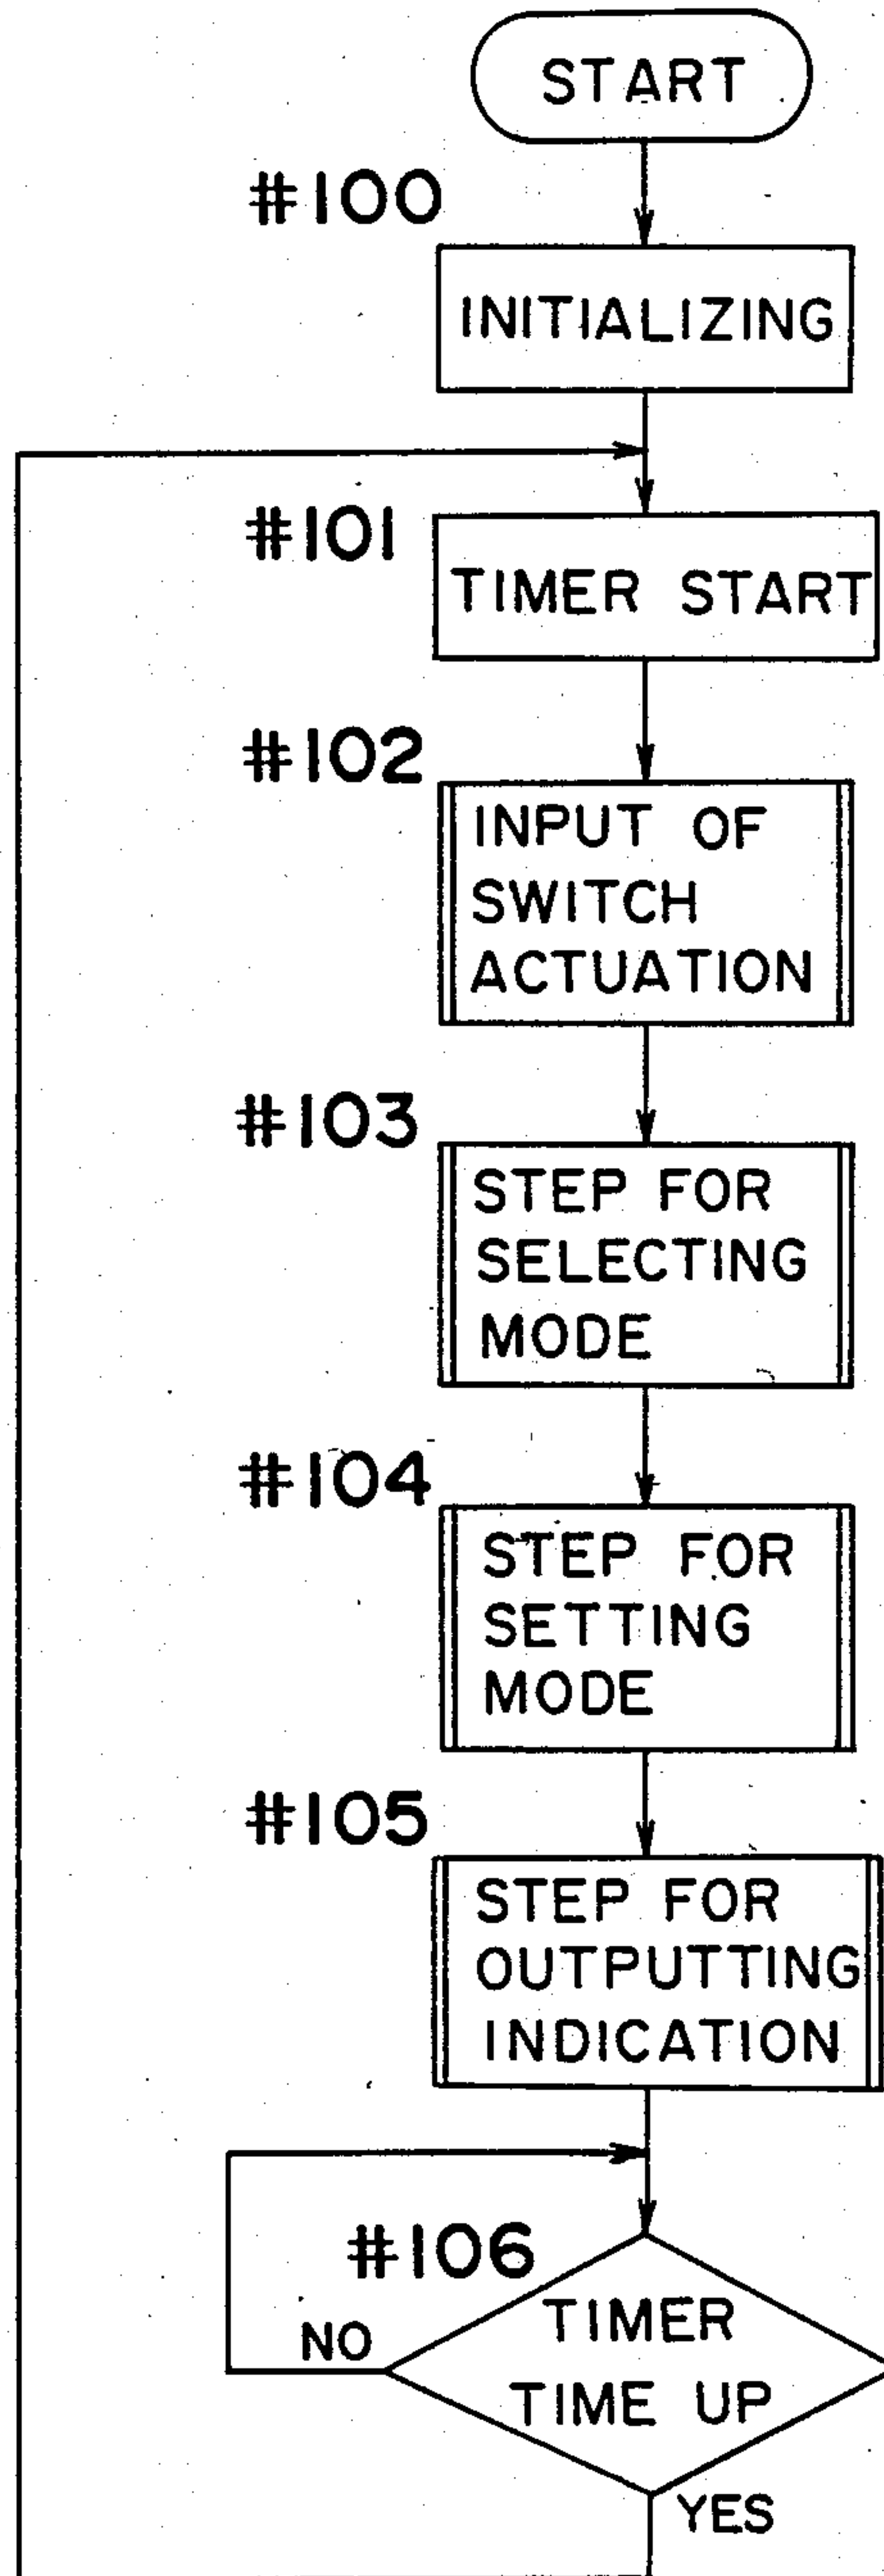 START
#100
INITIALIZING
#101
TIMER START
#102
INPUT OF
SWITCH
ACTUATION
#103
STEP FOR
SELECTING
MODE
#104
STEP FOR
SETTING
MODE
#105
STEP FOR
OUTPUTTING
INDICATION
#106
TIMER
NO
TIME UP
YES